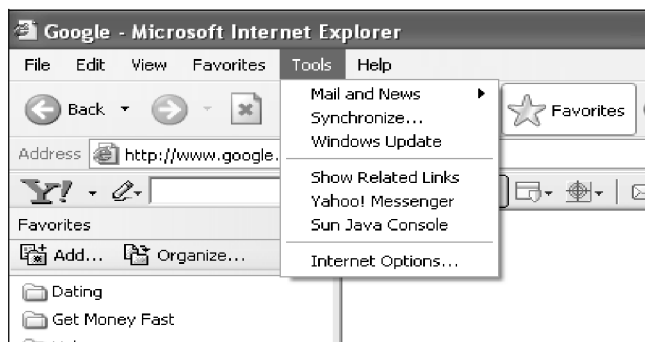 Google - Microsoft Internet Explorer
File Edit View Favorites Tools Help
Back
Favorites
Address http://www.google.
Y!
Mail and News
Synchronize...
Windows Update
Show Related Links
Yahoo! Messenger
Sun Java Console
Internet Options...
Favorites
Add... Organize...
Dating
Get Money Fast